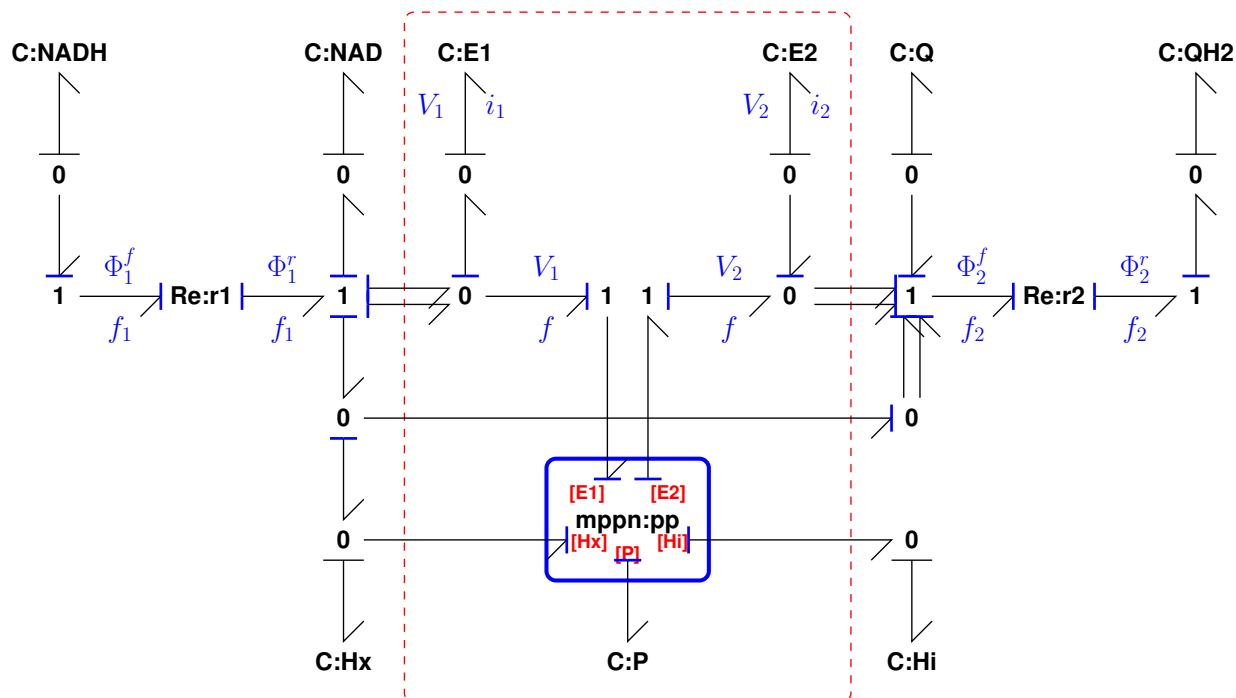 C:NADH C:NAD C:E1 C:E2 C:Q C:QH2
V₁ i₁ V₂ i₂
0 0 0 0 0 0
Φ₁ᶠ Φ₁ʳ V₁ V₂ Φ₂ᶠ Φ₂ʳ
1 Re:r1 1 0 1 1 0 1 Re:r2 1
f₁ f₁ f f f₂ f₂
0 0
[E1] [E2]
mppn:pp
0 [Hx] [P] [Hi] 0
C:Hx C:P C:Hi